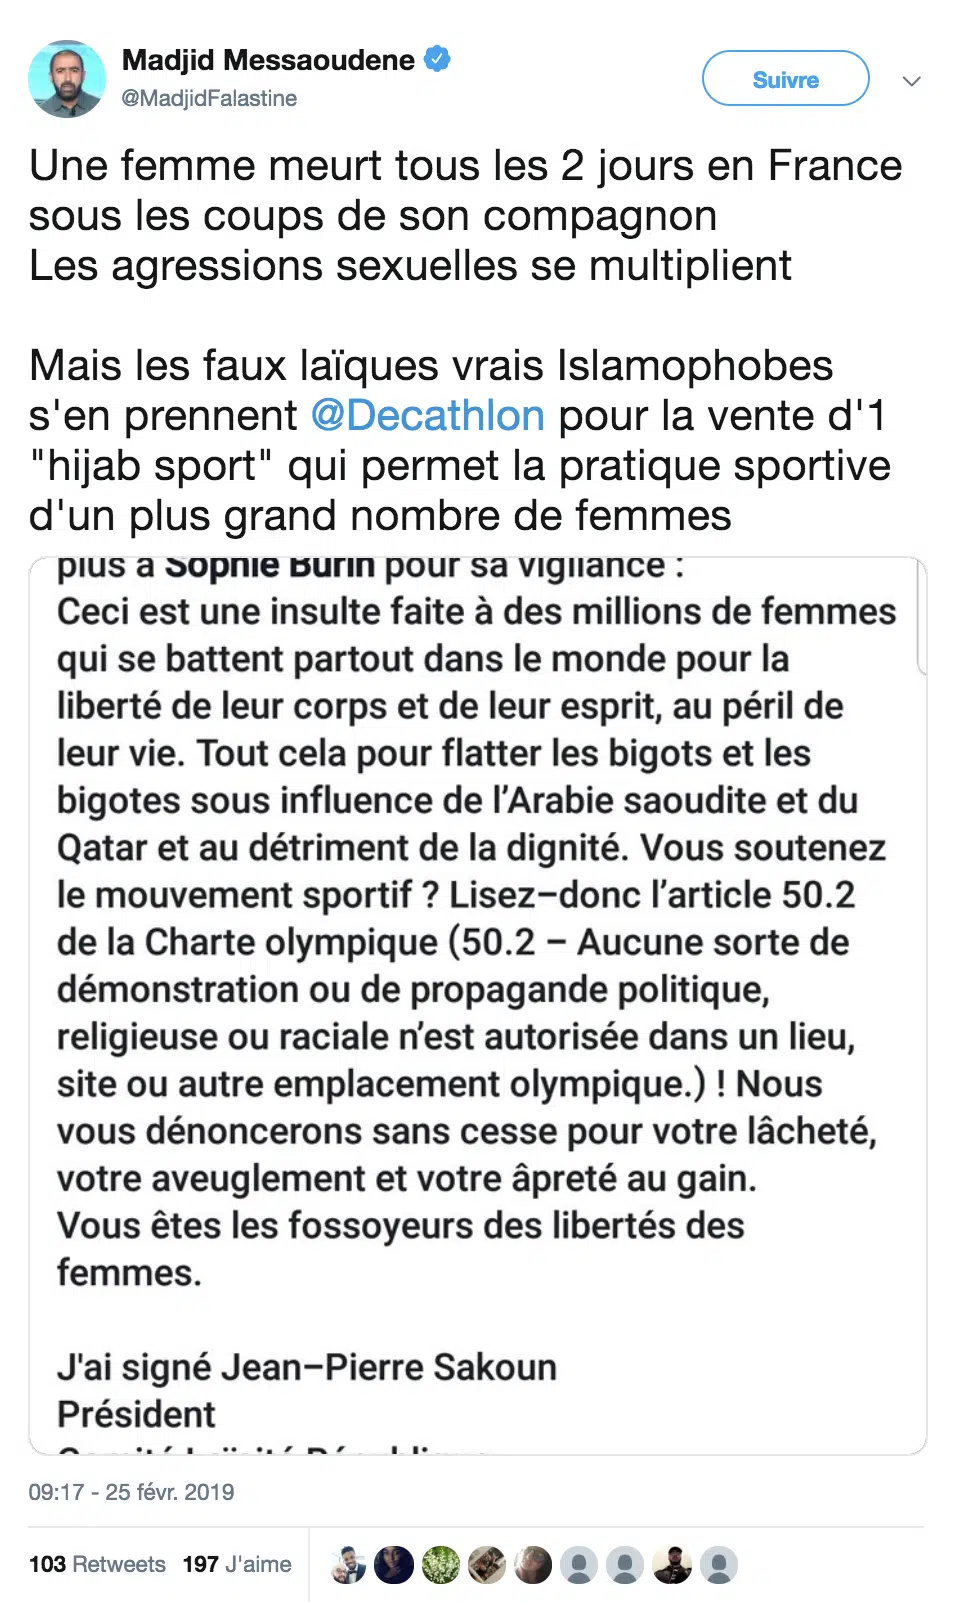 Madjid Messaoudene
@MadjidFalastine
Suivre
Une femme meurt tous les 2 jours en France
sous les coups de son compagnon
Les agressions sexuelles se multiplient
Mais les faux laïques vrais Islamophobes
s'en prennent @Decathlon pour la vente d'1
"hijab sport" qui permet la pratique sportive
d'un plus grand nombre de femmes
plus à Sophie Burin pour sa vigilance :
Ceci est une insulte faite à des millions de femmes
qui se battent partout dans le monde pour la
liberté de leur corps et de leur esprit, au péril de
leur vie. Tout cela pour flatter les bigots et les
bigotes sous influence de l’Arabie saoudite et du
Qatar et au détriment de la dignité. Vous soutenez
le mouvement sportif ? Lisez–donc l’article 50.2
de la Charte olympique (50.2 – Aucune sorte de
démonstration ou de propagande politique,
religieuse ou raciale n’est autorisée dans un lieu,
site ou autre emplacement olympique.) ! Nous
vous dénoncerons sans cesse pour votre lâcheté,
votre aveuglement et votre âpreté au gain.
Vous êtes les fossoyeurs des libertés des
femmes.
J'ai signé Jean–Pierre Sakoun
Président
Comité Laïcité République
09:17 - 25 févr. 2019
103 Retweets 197 J'aime